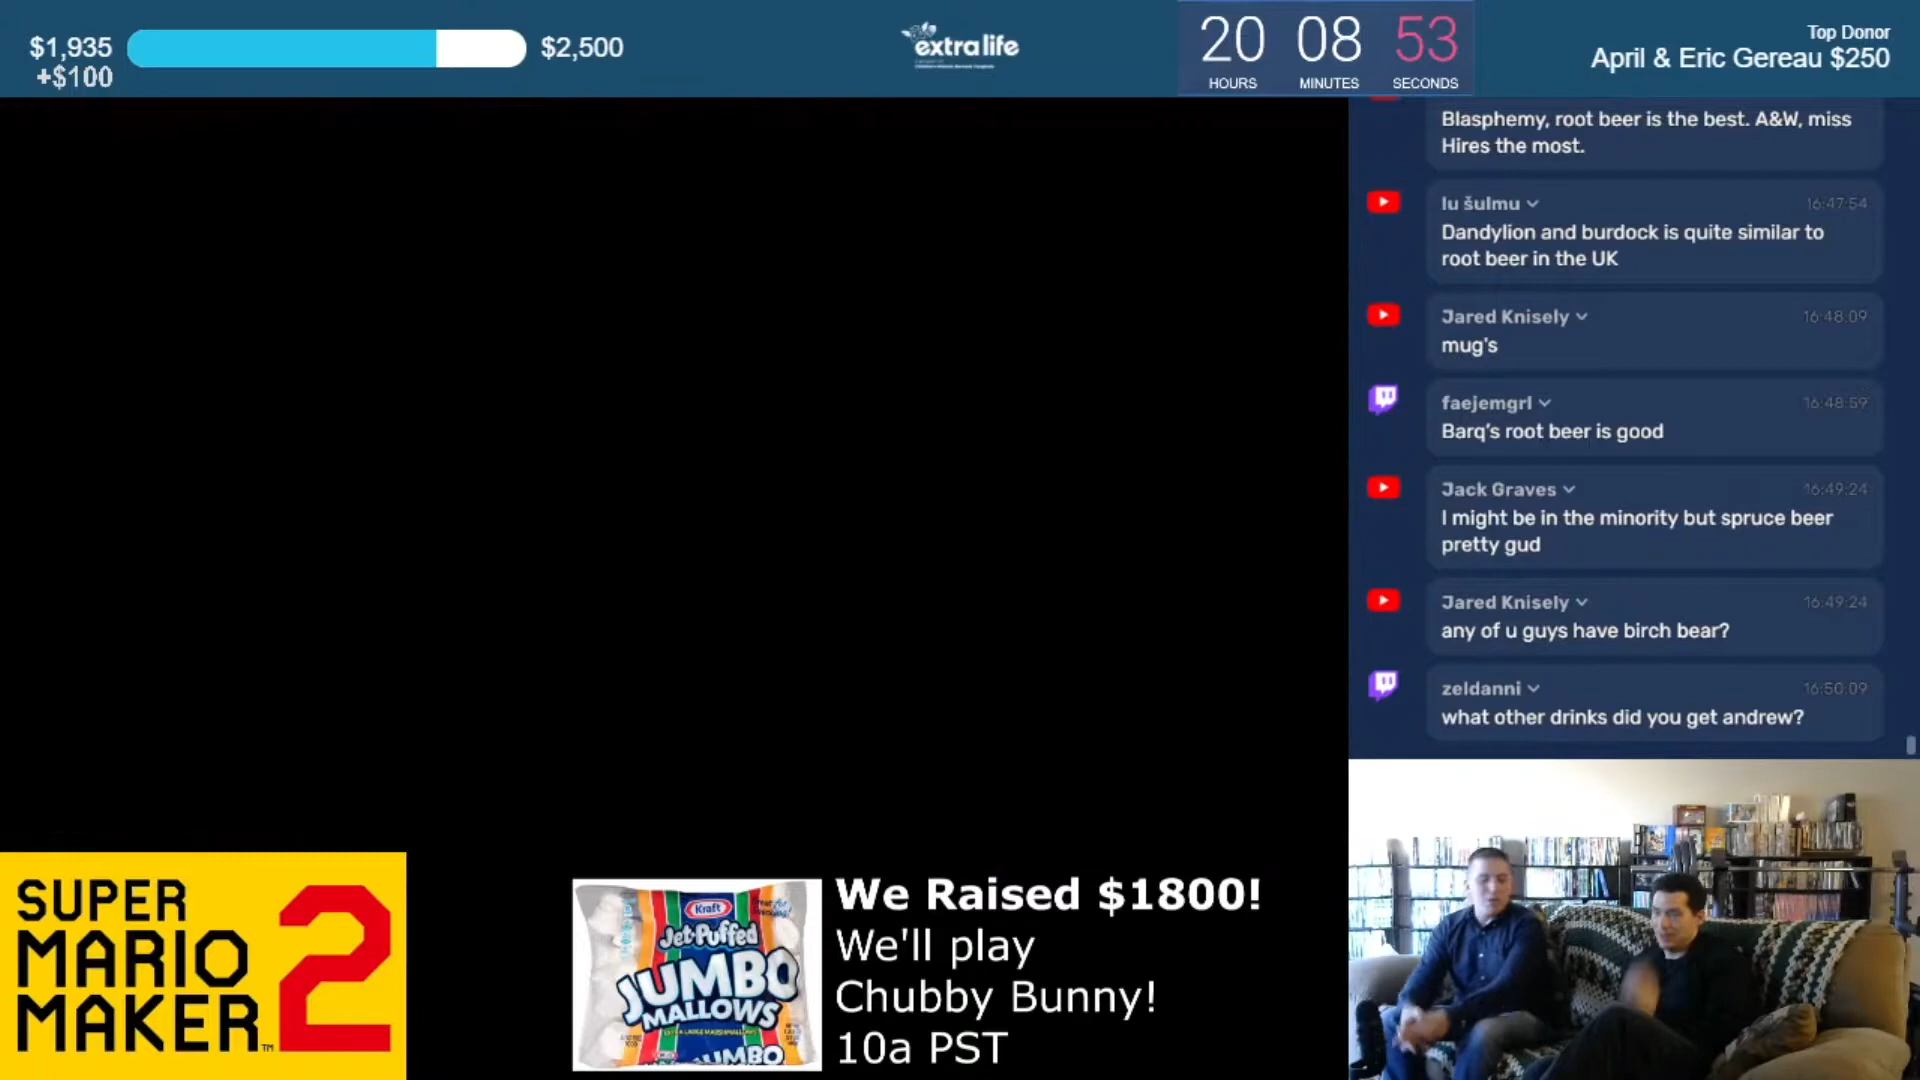 $1,935
+$100
$2,500
extralife
20 08 53
HOURS MINUTES SECONDS
Top Donor
April & Eric Gereau $250
Blasphemy, root beer is the best. A&W, miss
Hires the most.
lu šulmu 16:47:54
Dandylion and burdock is quite similar to
root beer in the UK
Jared Knisely 16:48:09
mug's
faejemgrl 16:48:59
Barq's root beer is good
Jack Graves 16:49:24
I might be in the minority but spruce beer
pretty gud
Jared Knisely 16:49:24
any of u guys have birch bear?
zeldanni 16:50:09
what other drinks did you get andrew?
SUPER
MARIO
MAKER 2
TM
Kraft
Jet-Puffed
JUMBO
MALLOWS
JUMBO
We Raised $1800!
We'll play
Chubby Bunny!
10a PST